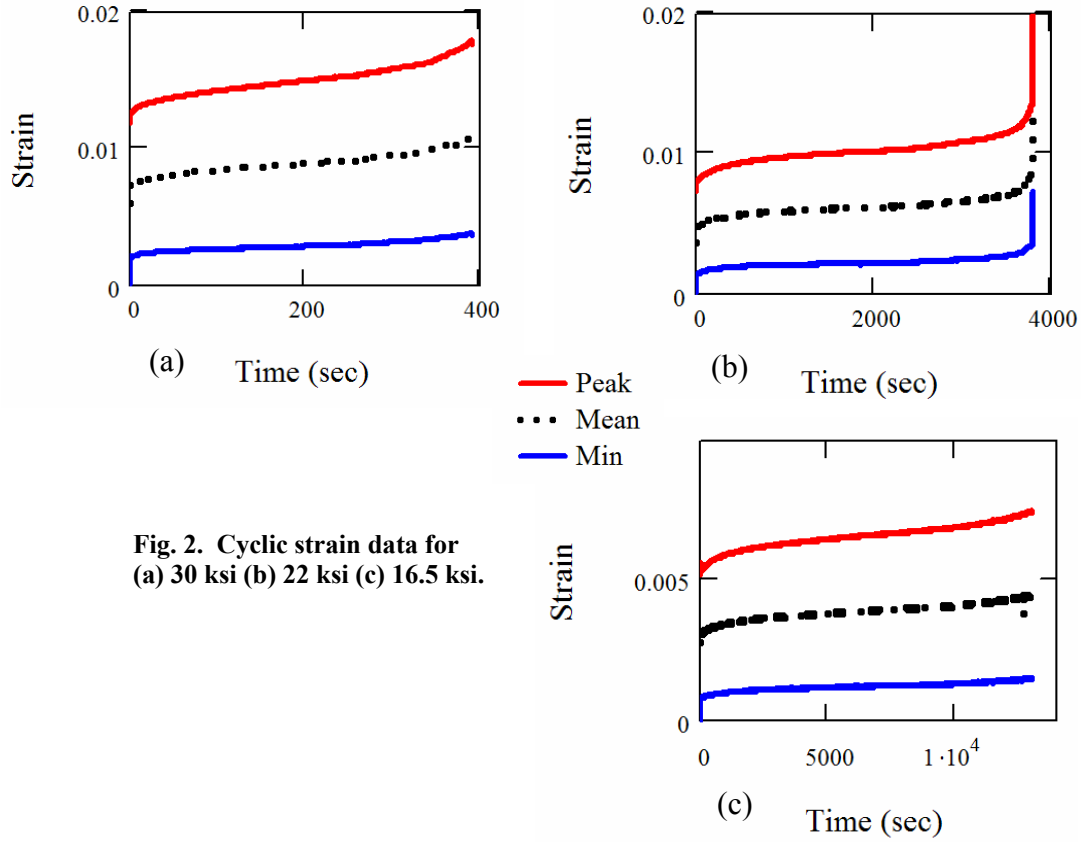 0.02
0.01
0
Strain
0
200
400
(a)
Time (sec)
0.02
0.01
0
Strain
0
2000
4000
(b)
Time (sec)
Peak
Mean
Min
Fig. 2. Cyclic strain data for
(a) 30 ksi (b) 22 ksi (c) 16.5 ksi.
0.005
0
Strain
0
5000
1·10⁴
(c)
Time (sec)